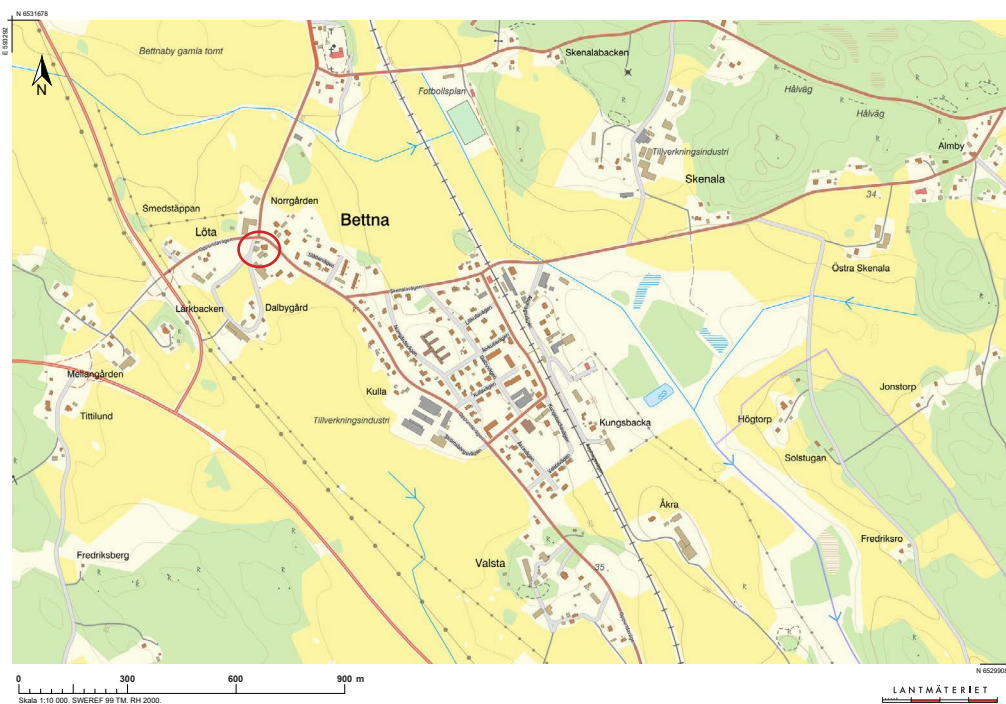 N 6531678
E 593292
N
Bettnaby gamla tomt
Skenalabacken
Fotbollsplan
Hålväg
Hålväg
Almby
Tillverkningsindustri
Skenala
34
Norrgården
Smedstäppan
Löta
Bettna
Östra Skenala
Skenalavägen
Lärkbacken
Dalbygård
Mellangården
Tittilund
Kulla
Tillverkningsindustri
Kungsbacka
Högtorp
Jonstorp
Solstugan
Åkra
Fredriksro
Fredriksberg
Valsta
35
N 6529908
0 300 600 900 m
Skala 1:10 000, SWEREF 99 TM, RH 2000.
LANTMÄTERIET